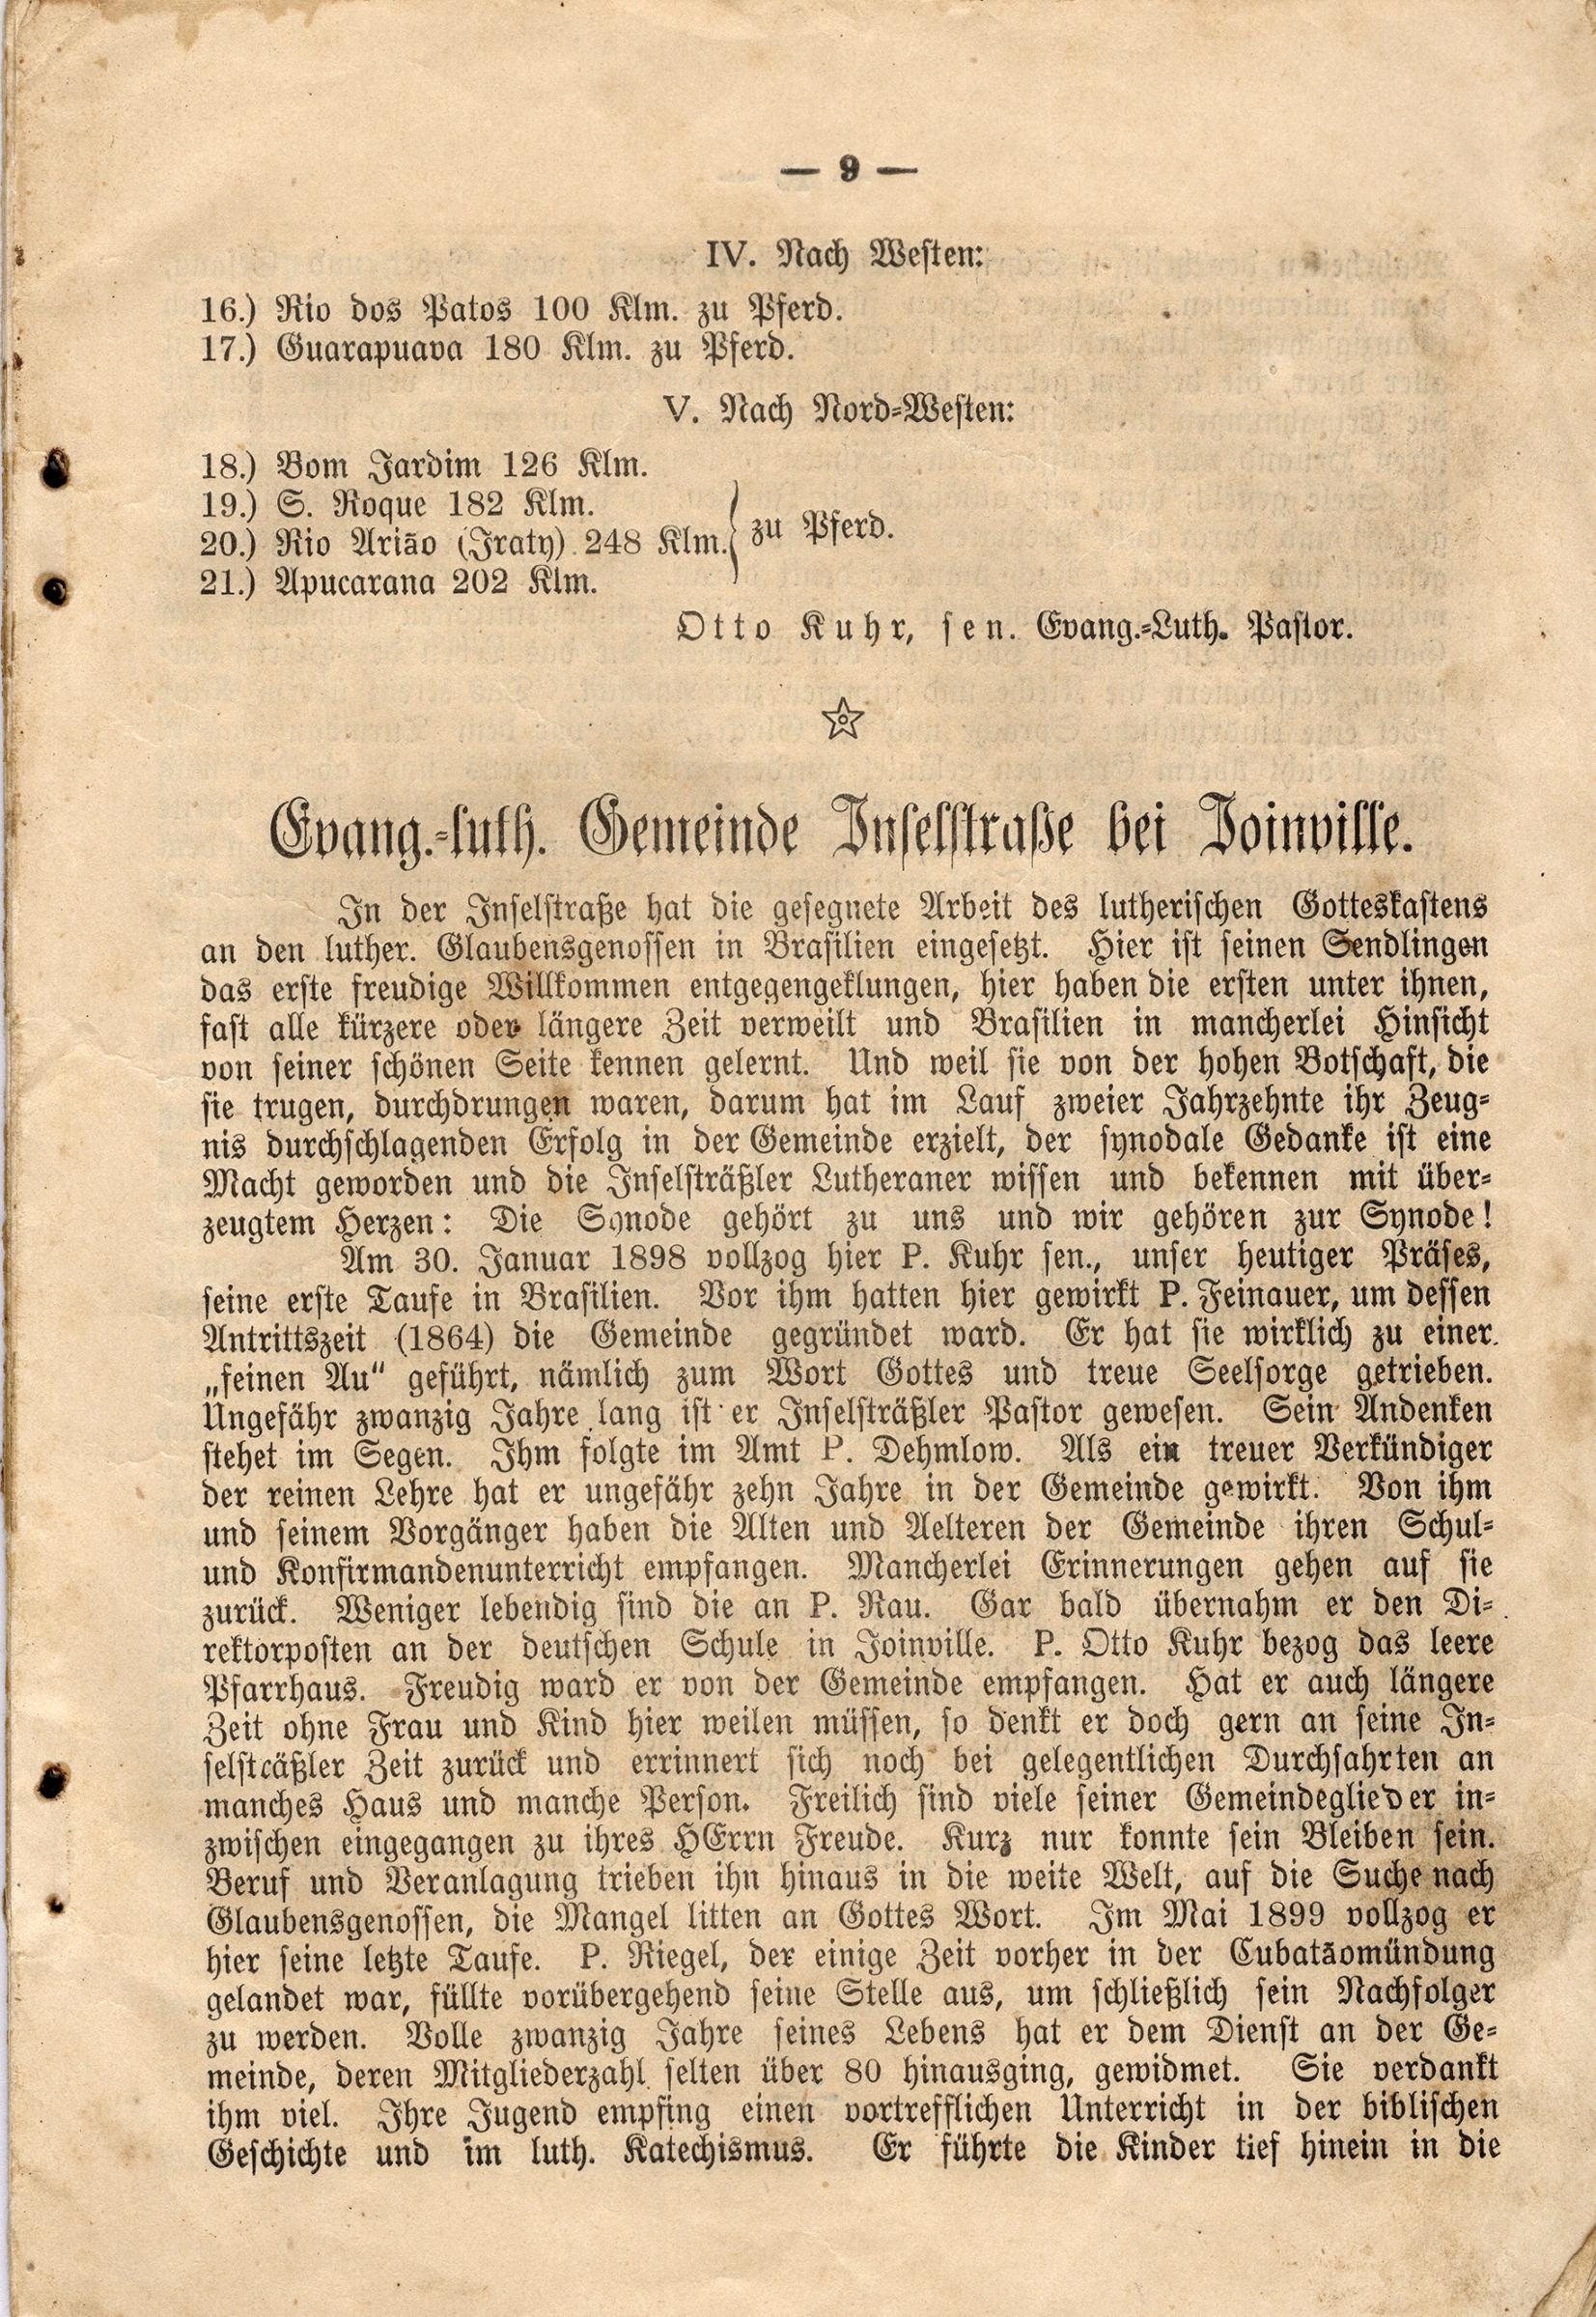 — 9 —
IV. Nach Westen:
16.) Rio dos Patos 100 Klm. zu Pferd.
17.) Guarapuava 180 Klm. zu Pferd.
V. Nach Nord-Westen:
18.) Bom Jardim 126 Klm.
19.) S. Roque 182 Klm.
20.) Rio Arião (Iraty) 248 Klm. } zu Pferd.
21.) Apucarana 202 Klm.
Otto Kuhr, sen. Evang.-Luth. Pastor.
Evang.-luth. Gemeinde Inselstraße bei Joinville.
In der Inselstraße hat die gesegnete Arbeit des lutherischen Gotteskastens
an den luther. Glaubensgenossen in Brasilien eingesetzt. Hier ist seinen Sendlingen
das erste freudige Willkommen entgegengeklungen, hier haben die ersten unter ihnen,
fast alle kürzere oder längere Zeit verweilt und Brasilien in mancherlei Hinsicht
von seiner schönen Seite kennen gelernt. Und weil sie von der hohen Botschaft, die
sie trugen, durchdrungen waren, darum hat im Lauf zweier Jahrzehnte ihr Zeug-
nis durchschlagenden Erfolg in der Gemeinde erzielt, der synodale Gedanke ist eine
Macht geworden und die Inselsträßler Lutheraner wissen und bekennen mit über-
zeugtem Herzen: Die Synode gehört zu uns und wir gehören zur Synode!
Am 30. Januar 1898 vollzog hier P. Kuhr sen., unser heutiger Präses,
seine erste Taufe in Brasilien. Vor ihm hatten hier gewirkt P. Feinauer, um dessen
Antrittszeit (1864) die Gemeinde gegründet ward. Er hat sie wirklich zu einer
„feinen Au“ geführt, nämlich zum Wort Gottes und treue Seelsorge getrieben.
Ungefähr zwanzig Jahre lang ist er Inselsträßler Pastor gewesen. Sein Andenken
stehet im Segen. Ihm folgte im Amt P. Dehmlow. Als ein treuer Verkündiger
der reinen Lehre hat er ungefähr zehn Jahre in der Gemeinde gewirkt. Von ihm
und seinem Vorgänger haben die Alten und Aelteren der Gemeinde ihren Schul-
und Konfirmandenunterricht empfangen. Mancherlei Erinnerungen gehen auf sie
zurück. Weniger lebendig sind die an P. Rau. Gar bald übernahm er den Di-
rektorposten an der deutschen Schule in Joinville. P. Otto Kuhr bezog das leere
Pfarrhaus. Freudig ward er von der Gemeinde empfangen. Hat er auch längere
Zeit ohne Frau und Kind hier weilen müssen, so denkt er doch gern an seine In-
selstcäßler Zeit zurück und errinnert sich noch bei gelegentlichen Durchfahrten an
manches Haus und manche Person. Freilich sind viele seiner Gemeindeglieder in-
zwischen eingegangen zu ihres HErrn Freude. Kurz nur konnte sein Bleiben sein.
Beruf und Veranlagung trieben ihn hinaus in die weite Welt, auf die Suche nach
Glaubensgenossen, die Mangel litten an Gottes Wort. Im Mai 1899 vollzog er
hier seine letzte Taufe. P. Riegel, der einige Zeit vorher in der Cubatãomündung
gelandet war, füllte vorübergehend seine Stelle aus, um schließlich sein Nachfolger
zu werden. Volle zwanzig Jahre seines Lebens hat er dem Dienst an der Ge-
meinde, deren Mitgliederzahl selten über 80 hinausging, gewidmet. Sie verdankt
ihm viel. Ihre Jugend empfing einen vortrefflichen Unterricht in der biblischen
Geschichte und im luth. Katechismus. Er führte die Kinder tief hinein in die